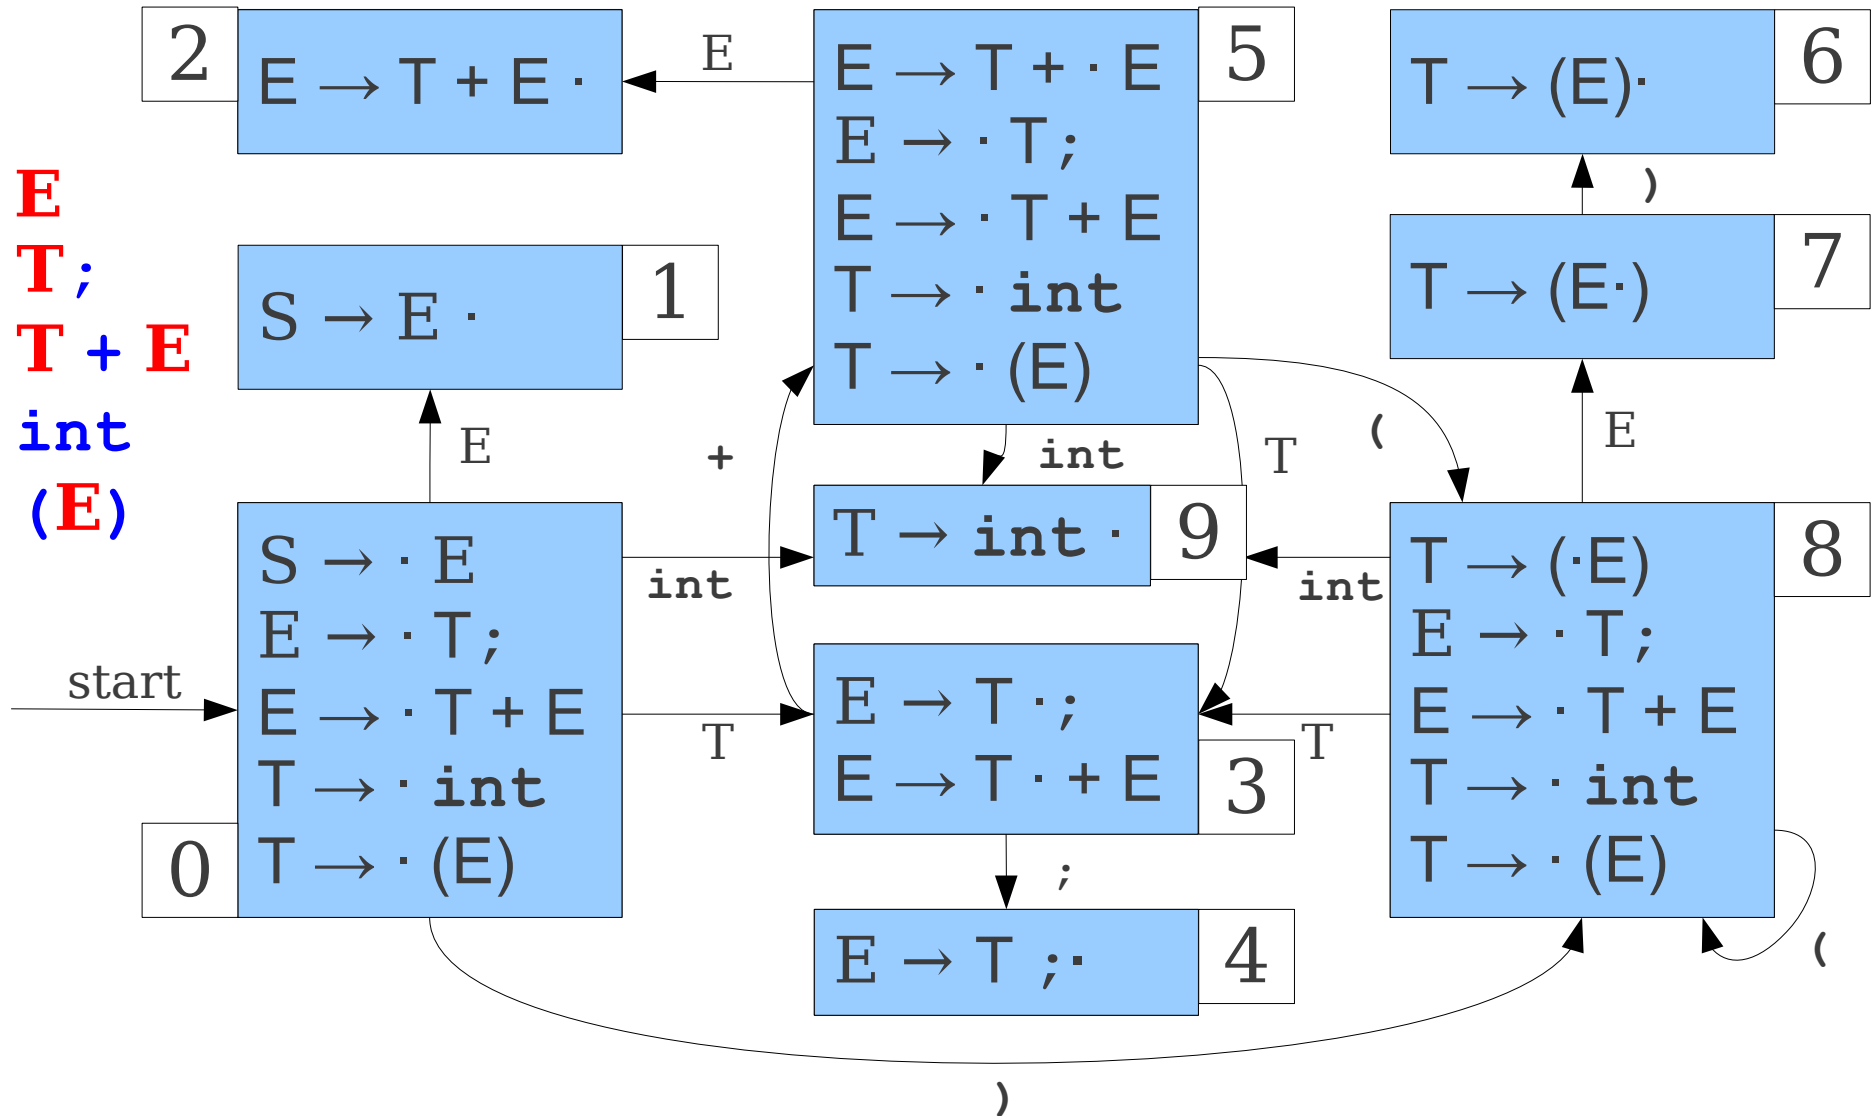 E
T ;
T + E
int
(E)
2
E → T + E ·
E
5
E → T + · E
E → · T ;
E → · T + E
T → · int
T → · (E)
6
T → (E)·
)
7
T → (E·)
1
S → E ·
E
+
int
T
(
E
0
S → · E
E → · T ;
E → · T + E
T → · int
T → · (E)
start
int
T
9
T → int ·
int
T
3
E → T · ;
E → T · + E
;
4
E → T ;·
8
T → (·E)
E → · T ;
E → · T + E
T → · int
T → · (E)
(
)